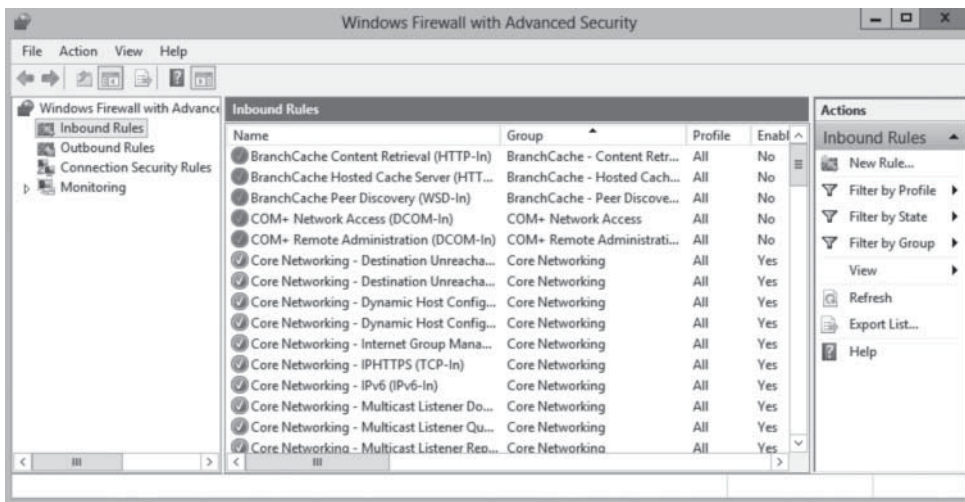 Windows Firewall with Advanced Security
File Action View Help
Windows Firewall with Advance
Inbound Rules
Outbound Rules
Connection Security Rules
Monitoring
Inbound Rules
Name Group Profile Enabl
BranchCache Content Retrieval (HTTP-In) BranchCache - Content Retr... All No
BranchCache Hosted Cache Server (HTT... BranchCache - Hosted Cach... All No
BranchCache Peer Discovery (WSD-In) BranchCache - Peer Discove... All No
COM+ Network Access (DCOM-In) COM+ Network Access All No
COM+ Remote Administration (DCOM-In) COM+ Remote Administrati... All No
Core Networking - Destination Unreacha... Core Networking All Yes
Core Networking - Destination Unreacha... Core Networking All Yes
Core Networking - Dynamic Host Config... Core Networking All Yes
Core Networking - Dynamic Host Config... Core Networking All Yes
Core Networking - Internet Group Mana... Core Networking All Yes
Core Networking - IPHTTPS (TCP-In) Core Networking All Yes
Core Networking - IPv6 (IPv6-In) Core Networking All Yes
Core Networking - Multicast Listener Do... Core Networking All Yes
Core Networking - Multicast Listener Qu... Core Networking All Yes
Core Networking - Multicast Listener Rep... Core Networking All Yes
Actions
Inbound Rules
New Rule...
Filter by Profile
Filter by State
Filter by Group
View
Refresh
Export List...
Help